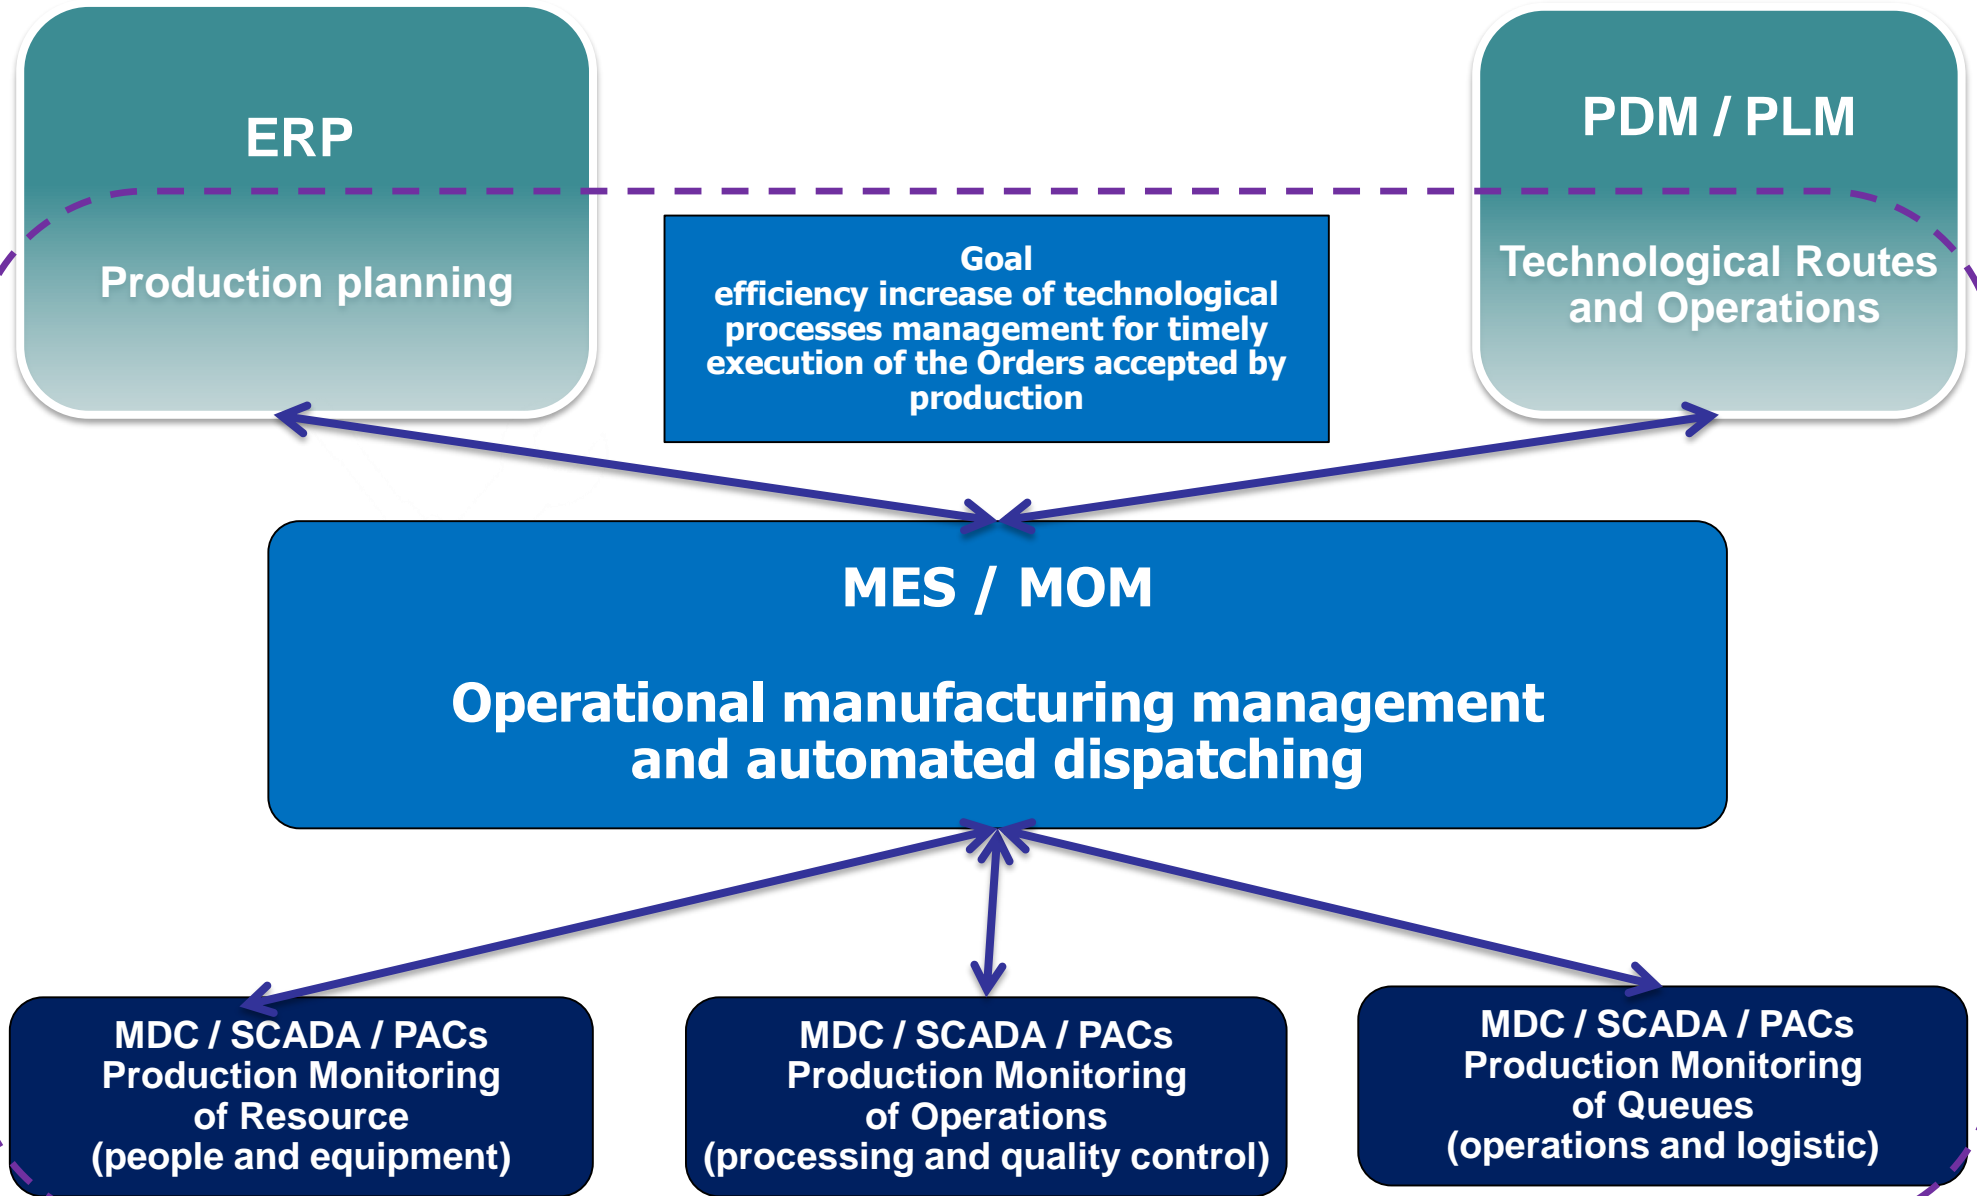 ERP
Production planning
PDM / PLM
Technological Routes
and Operations
Goal
efficiency increase of technological
processes management for timely
execution of the Orders accepted by
production
MES / MOM
Operational manufacturing management
and automated dispatching
MDC / SCADA / PACs
Production Monitoring
of Resource
(people and equipment)
MDC / SCADA / PACs
Production Monitoring
of Operations
(processing and quality control)
MDC / SCADA / PACs
Production Monitoring
of Queues
(operations and logistic)